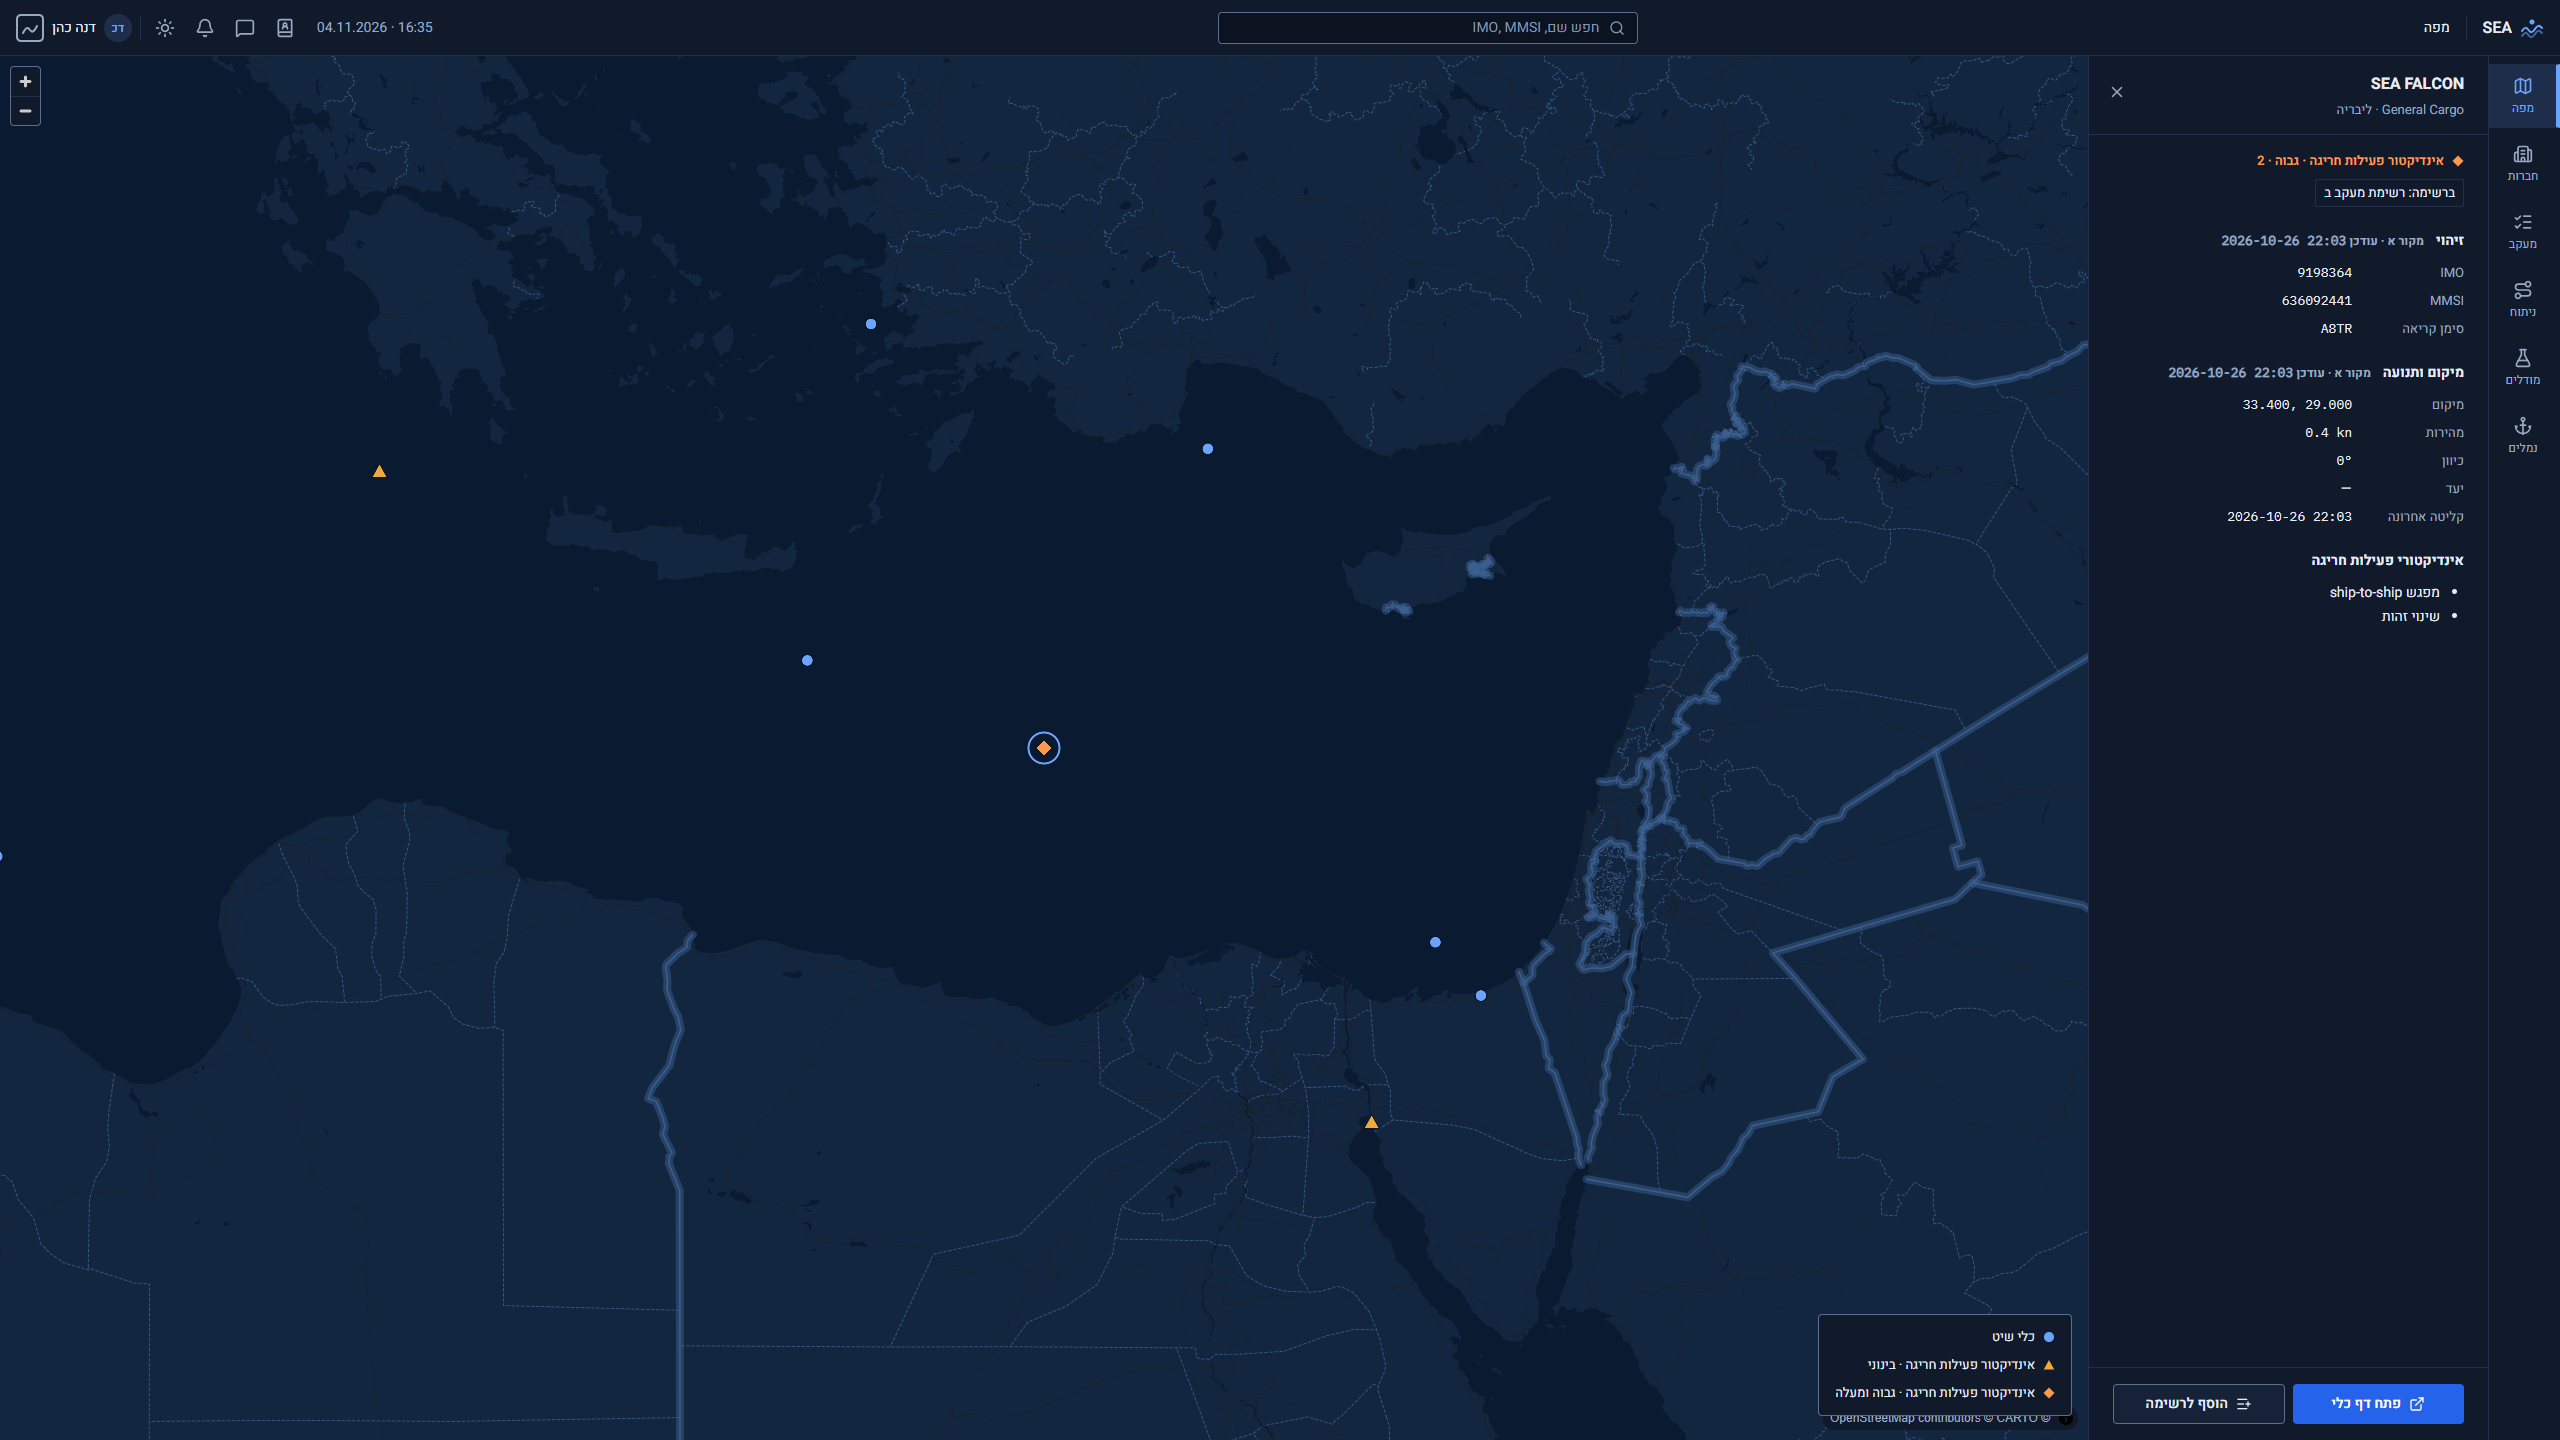 SEA
מפה
חפש שם, IMO, MMSI
04.11.2026 · 16:35
דכ
דנה כהן
מפה
חברות
מעקב
ניתוח
מודלים
נמלים
SEA FALCON
General Cargo · ליבריה
אינדיקטור פעילות חריגה · גבוה · 2
ברשימה: רשימת מעקב ב
זיהוי מקור א · עודכן 2026-10-26 22:03
IMO 9198364
MMSI 636092441
סימן קריאה A8TR
מיקום ותנועה מקור א · עודכן 2026-10-26 22:03
מיקום 33.400, 29.000
מהירות 0.4 kn
כיוון 0°
יעד —
קליטה אחרונה 2026-10-26 22:03
אינדיקטורי פעילות חריגה
• מפגש ship-to-ship
• שינוי זהות
כלי שיט
אינדיקטור פעילות חריגה · בינוני
אינדיקטור פעילות חריגה · גבוה ומעלה
OpenStreetMap contributors © CARTO ©
פתח דף כלי
הוסף לרשימה